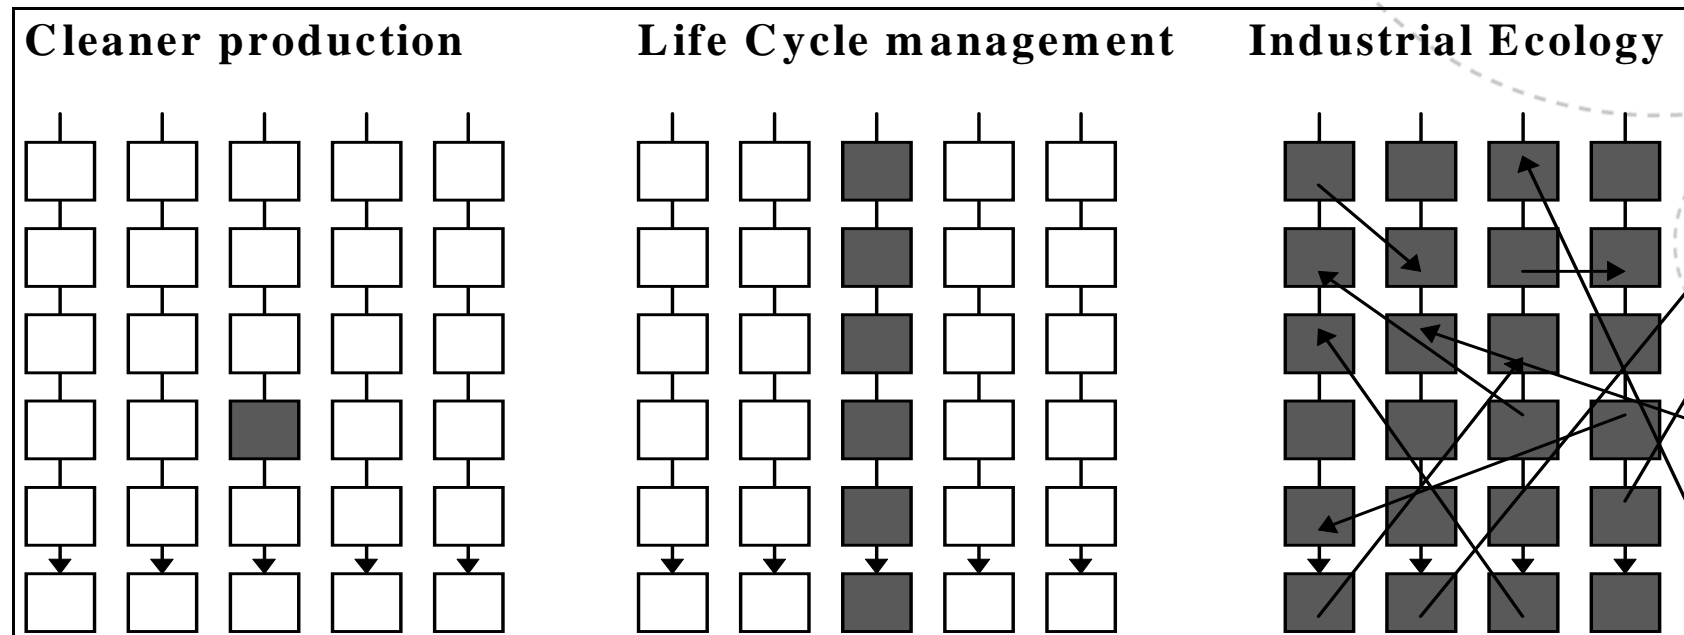 Cleaner production
Life Cycle management
Industrial Ecology